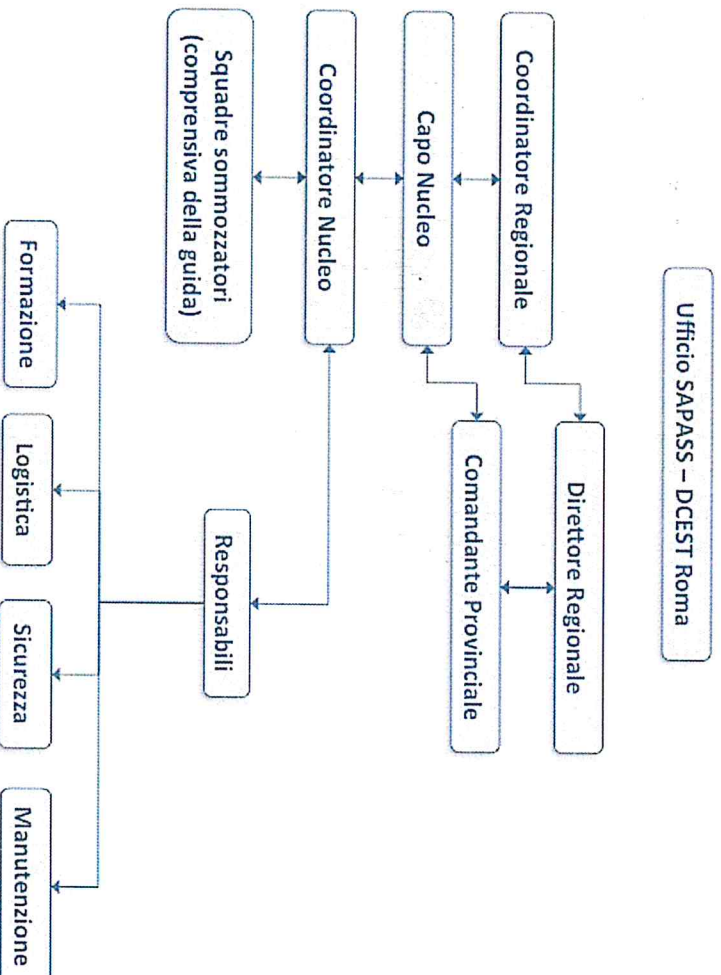 Ufficio SAPASS – DCEST Roma
Coordinatore Regionale
Direttore Regionale
Capo Nucleo
Comandante Provinciale
Coordinatore Nucleo
Squadre sommozzatori
(comprensiva della guida)
Responsabili
Formazione
Logistica
Sicurezza
Manutenzione